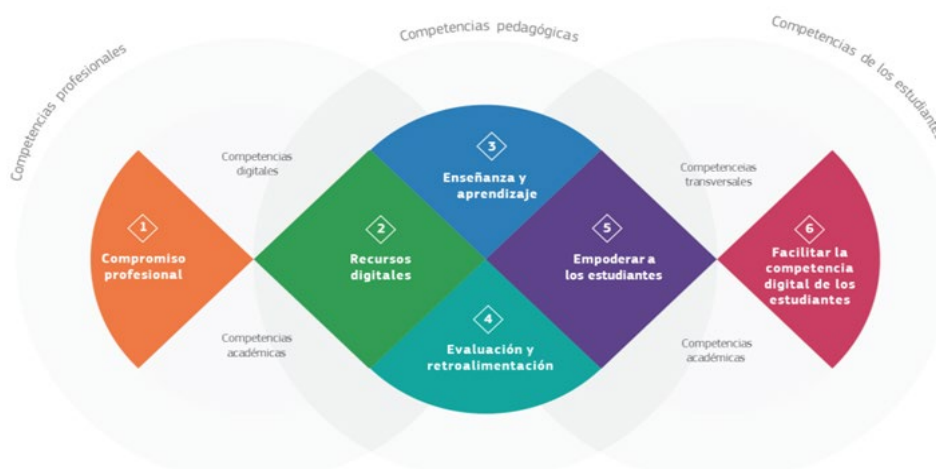 Competencias profesionales
Competencias pedagógicas
Competencias de los estudiantes
Competencias
digitales
3
Enseñanza y
aprendizaje
Competenceias
transversales
1
Compromiso
profesional
2
Recursos
digitales
5
Empoderar a
los estudiantes
6
Facilitar la
competencia
digital de los
estudiantes
4
Evaluación y
retroalimentación
Competencias
académicas
Competencias
académicas